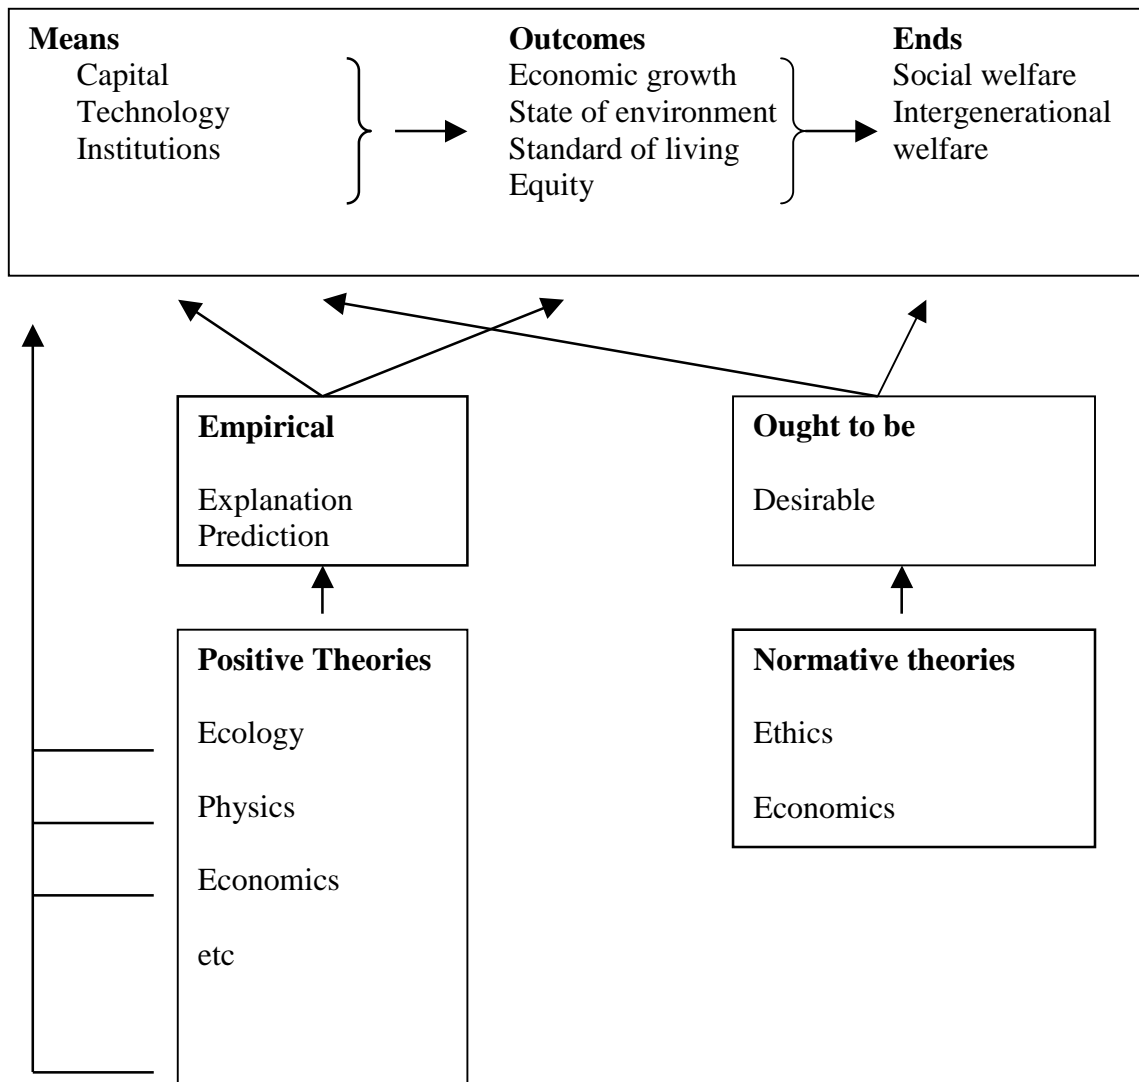 Means
Capital
Technology
Institutions
Outcomes
Economic growth
State of environment
Standard of living
Equity
Ends
Social welfare
Intergenerational
welfare
Empirical
Explanation
Prediction
Ought to be
Desirable
Positive Theories
Ecology
Physics
Economics
etc
Normative theories
Ethics
Economics